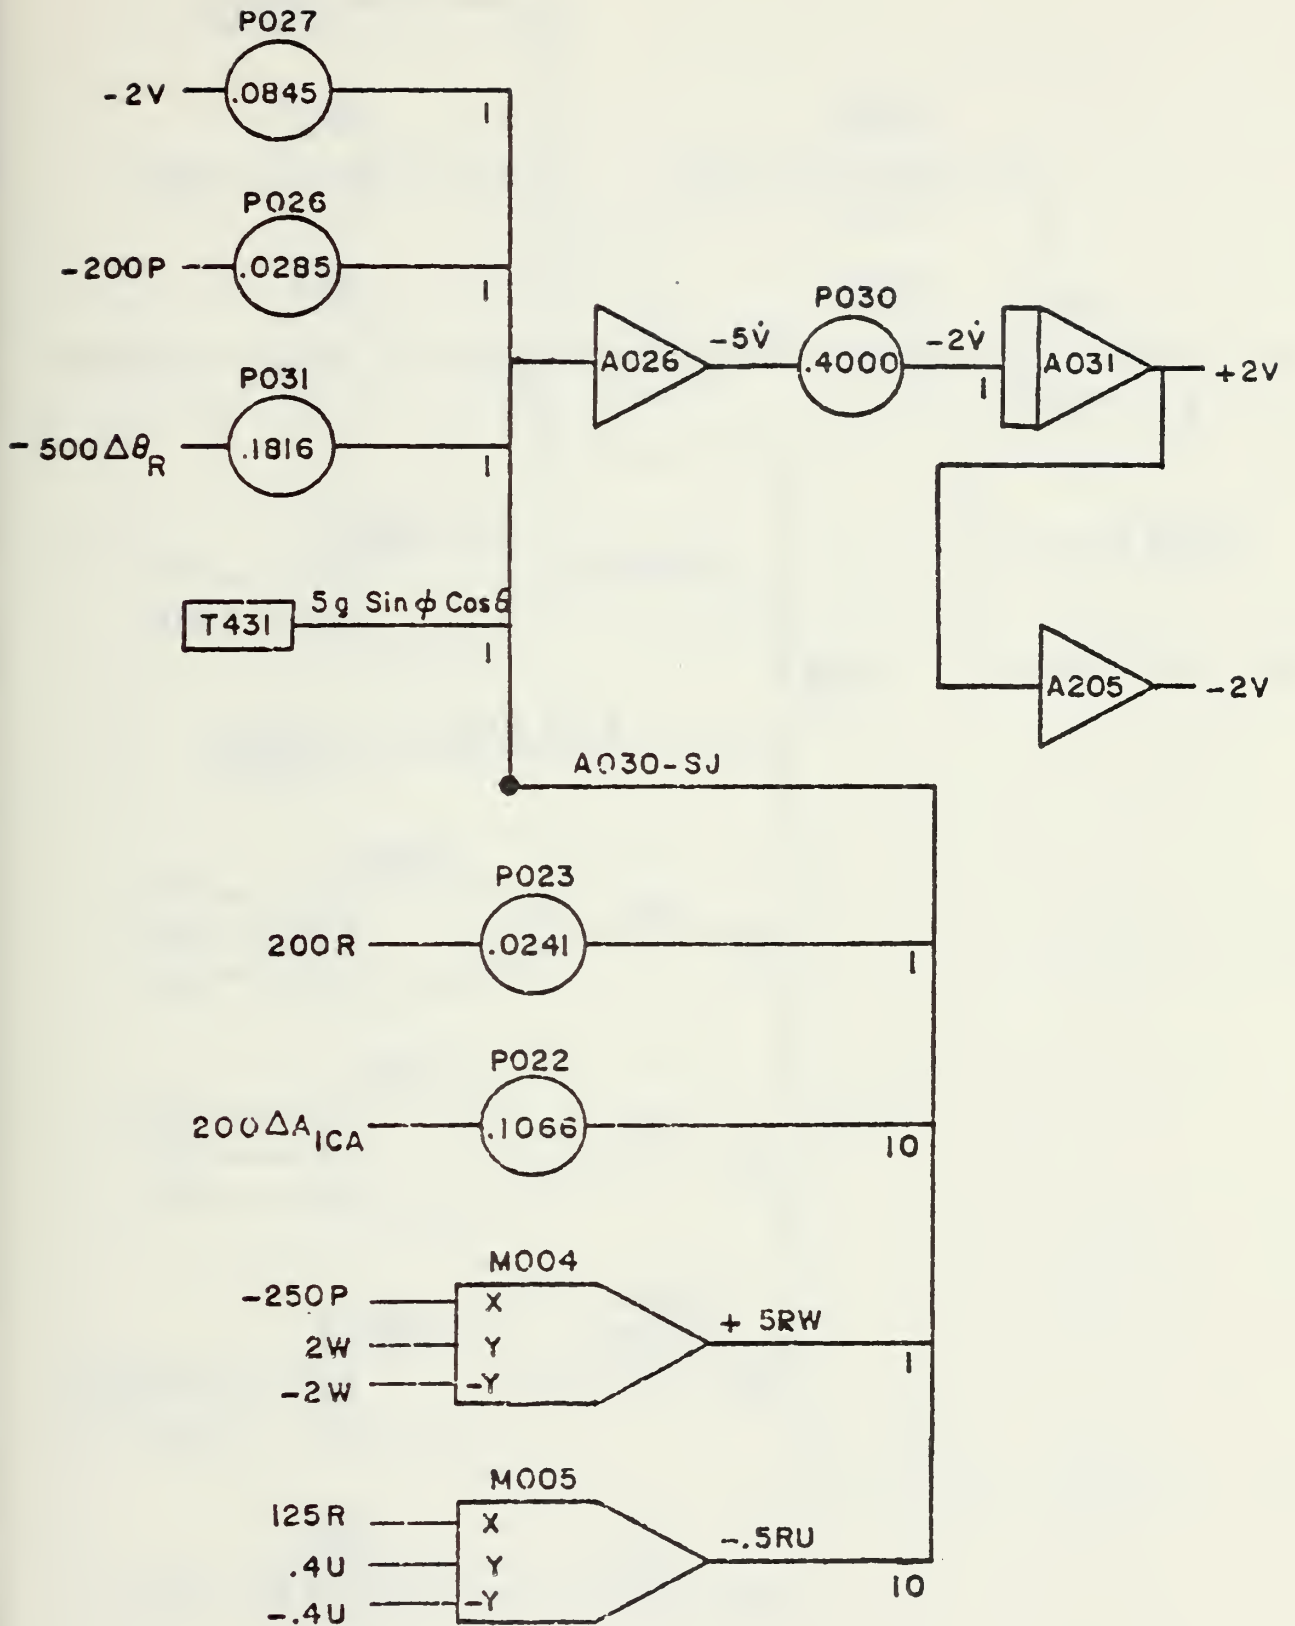 P027
-2V .0845
1
P026
-200P .0285
1
P030
A026 -5V̇ .4000 -2V̇ A031 +2V
1
P031
-500Δθ_R .1816
1
T431 5g Sin ϕ Cos θ
1
A205 -2V
A030-SJ
P023
200R .0241
1
P022
200ΔA_ICA .1066
10
M004
-250P X
2W Y
-2W -Y
+ 5RW
1
M005
125R X
.4U Y
-.4U -Y
-.5RU
10